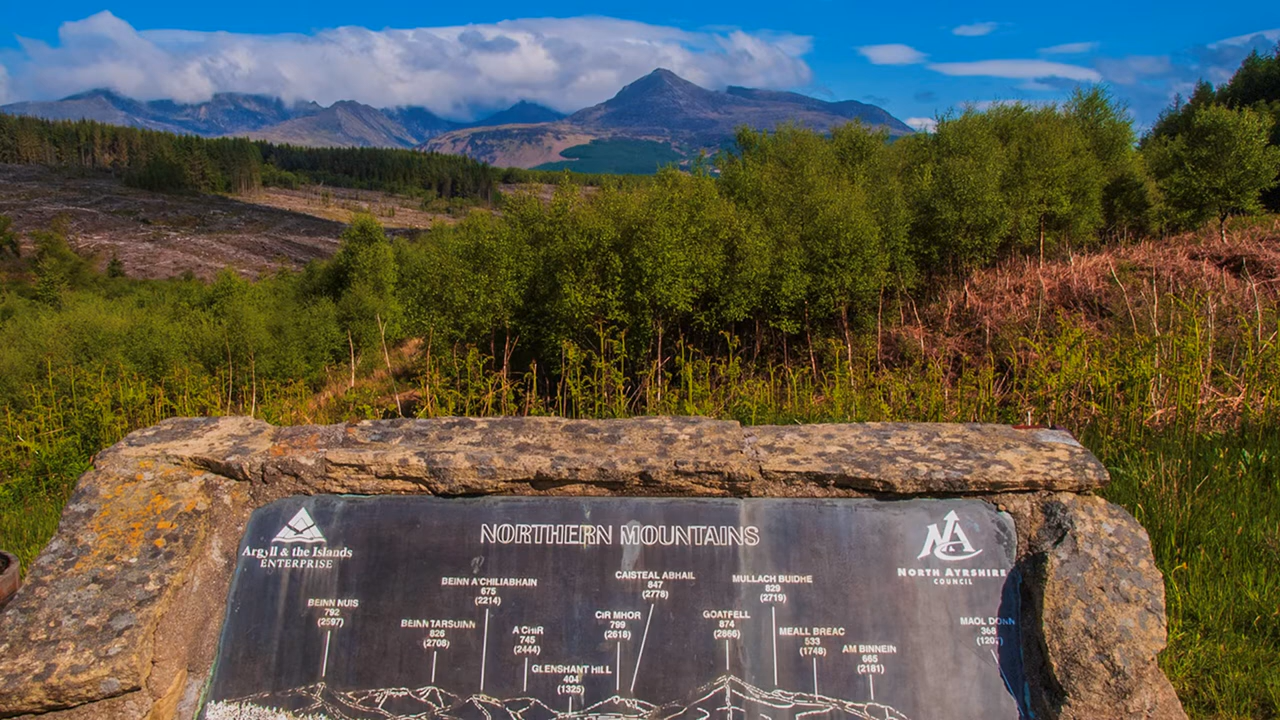 NORTHERN MOUNTAINS
Argyll & the Islands
ENTERPRISE
NORTH AYRSHIRE
COUNCIL
BEINN NUIS
792
(2597)
BEINN TARSUINN
826
(2706)
BEINN A'CHILIABHAIN
675
(2214)
A CHIR
745
(2444)
GLENSHANT HILL
404
(1325)
CIR MHOR
799
(2618)
CAISTEAL ABHAIL
847
(2778)
GOATFELL
874
(2866)
MULLACH BUIDHE
829
(2719)
MEALL BREAC
533
(1748)
AM BINNEIN
665
(2181)
MAOL DONN
368
(1207)